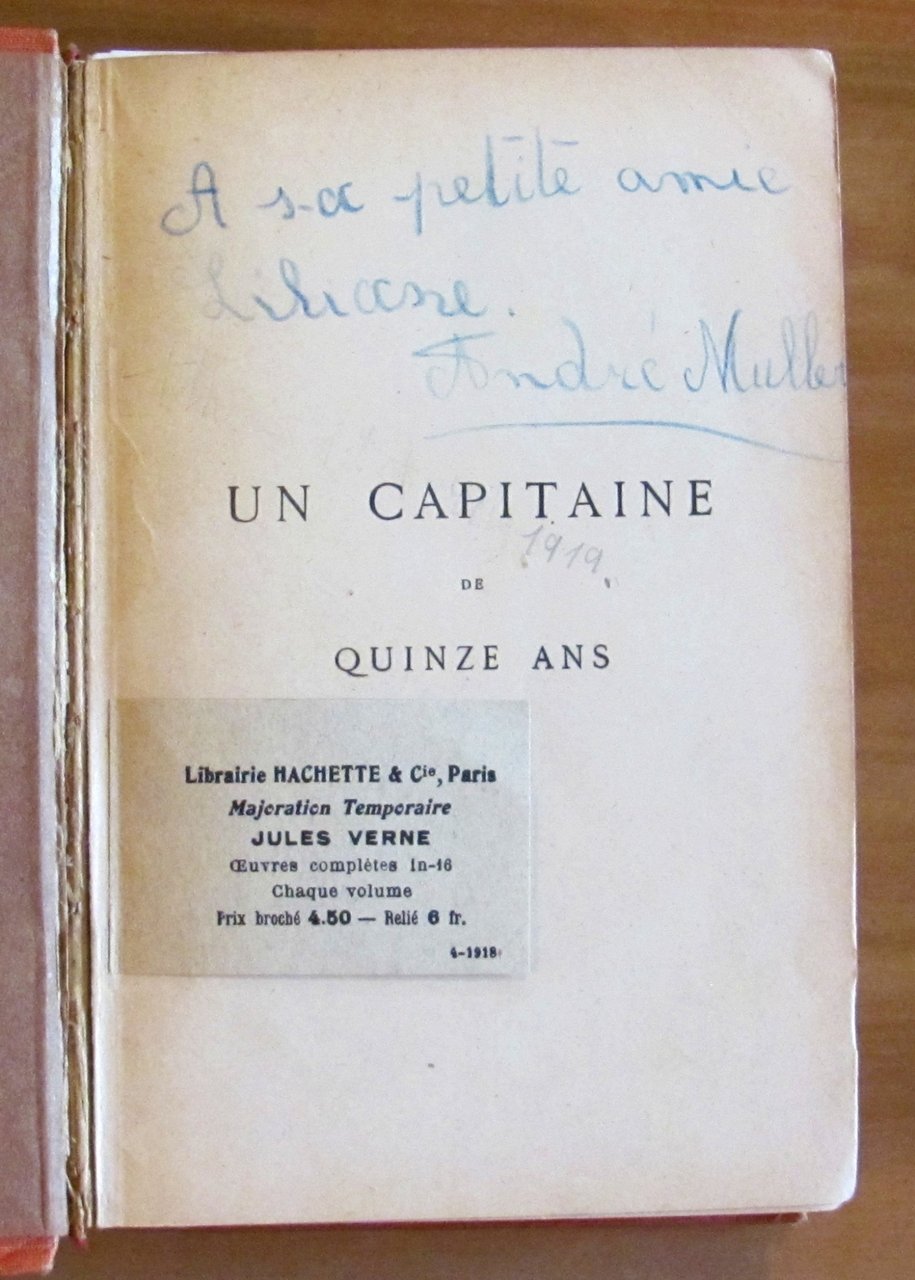 A sa petite amie
Liliane.
André Muller
UN CAPITAINE
1919
DE
QUINZE ANS
Librairie HACHETTE & Cie, Paris
Majoration Temporaire
JULES VERNE
Œuvres complètes in-16
Chaque volume
Prix broché 4.50 — Relié 6 fr.
4-1918